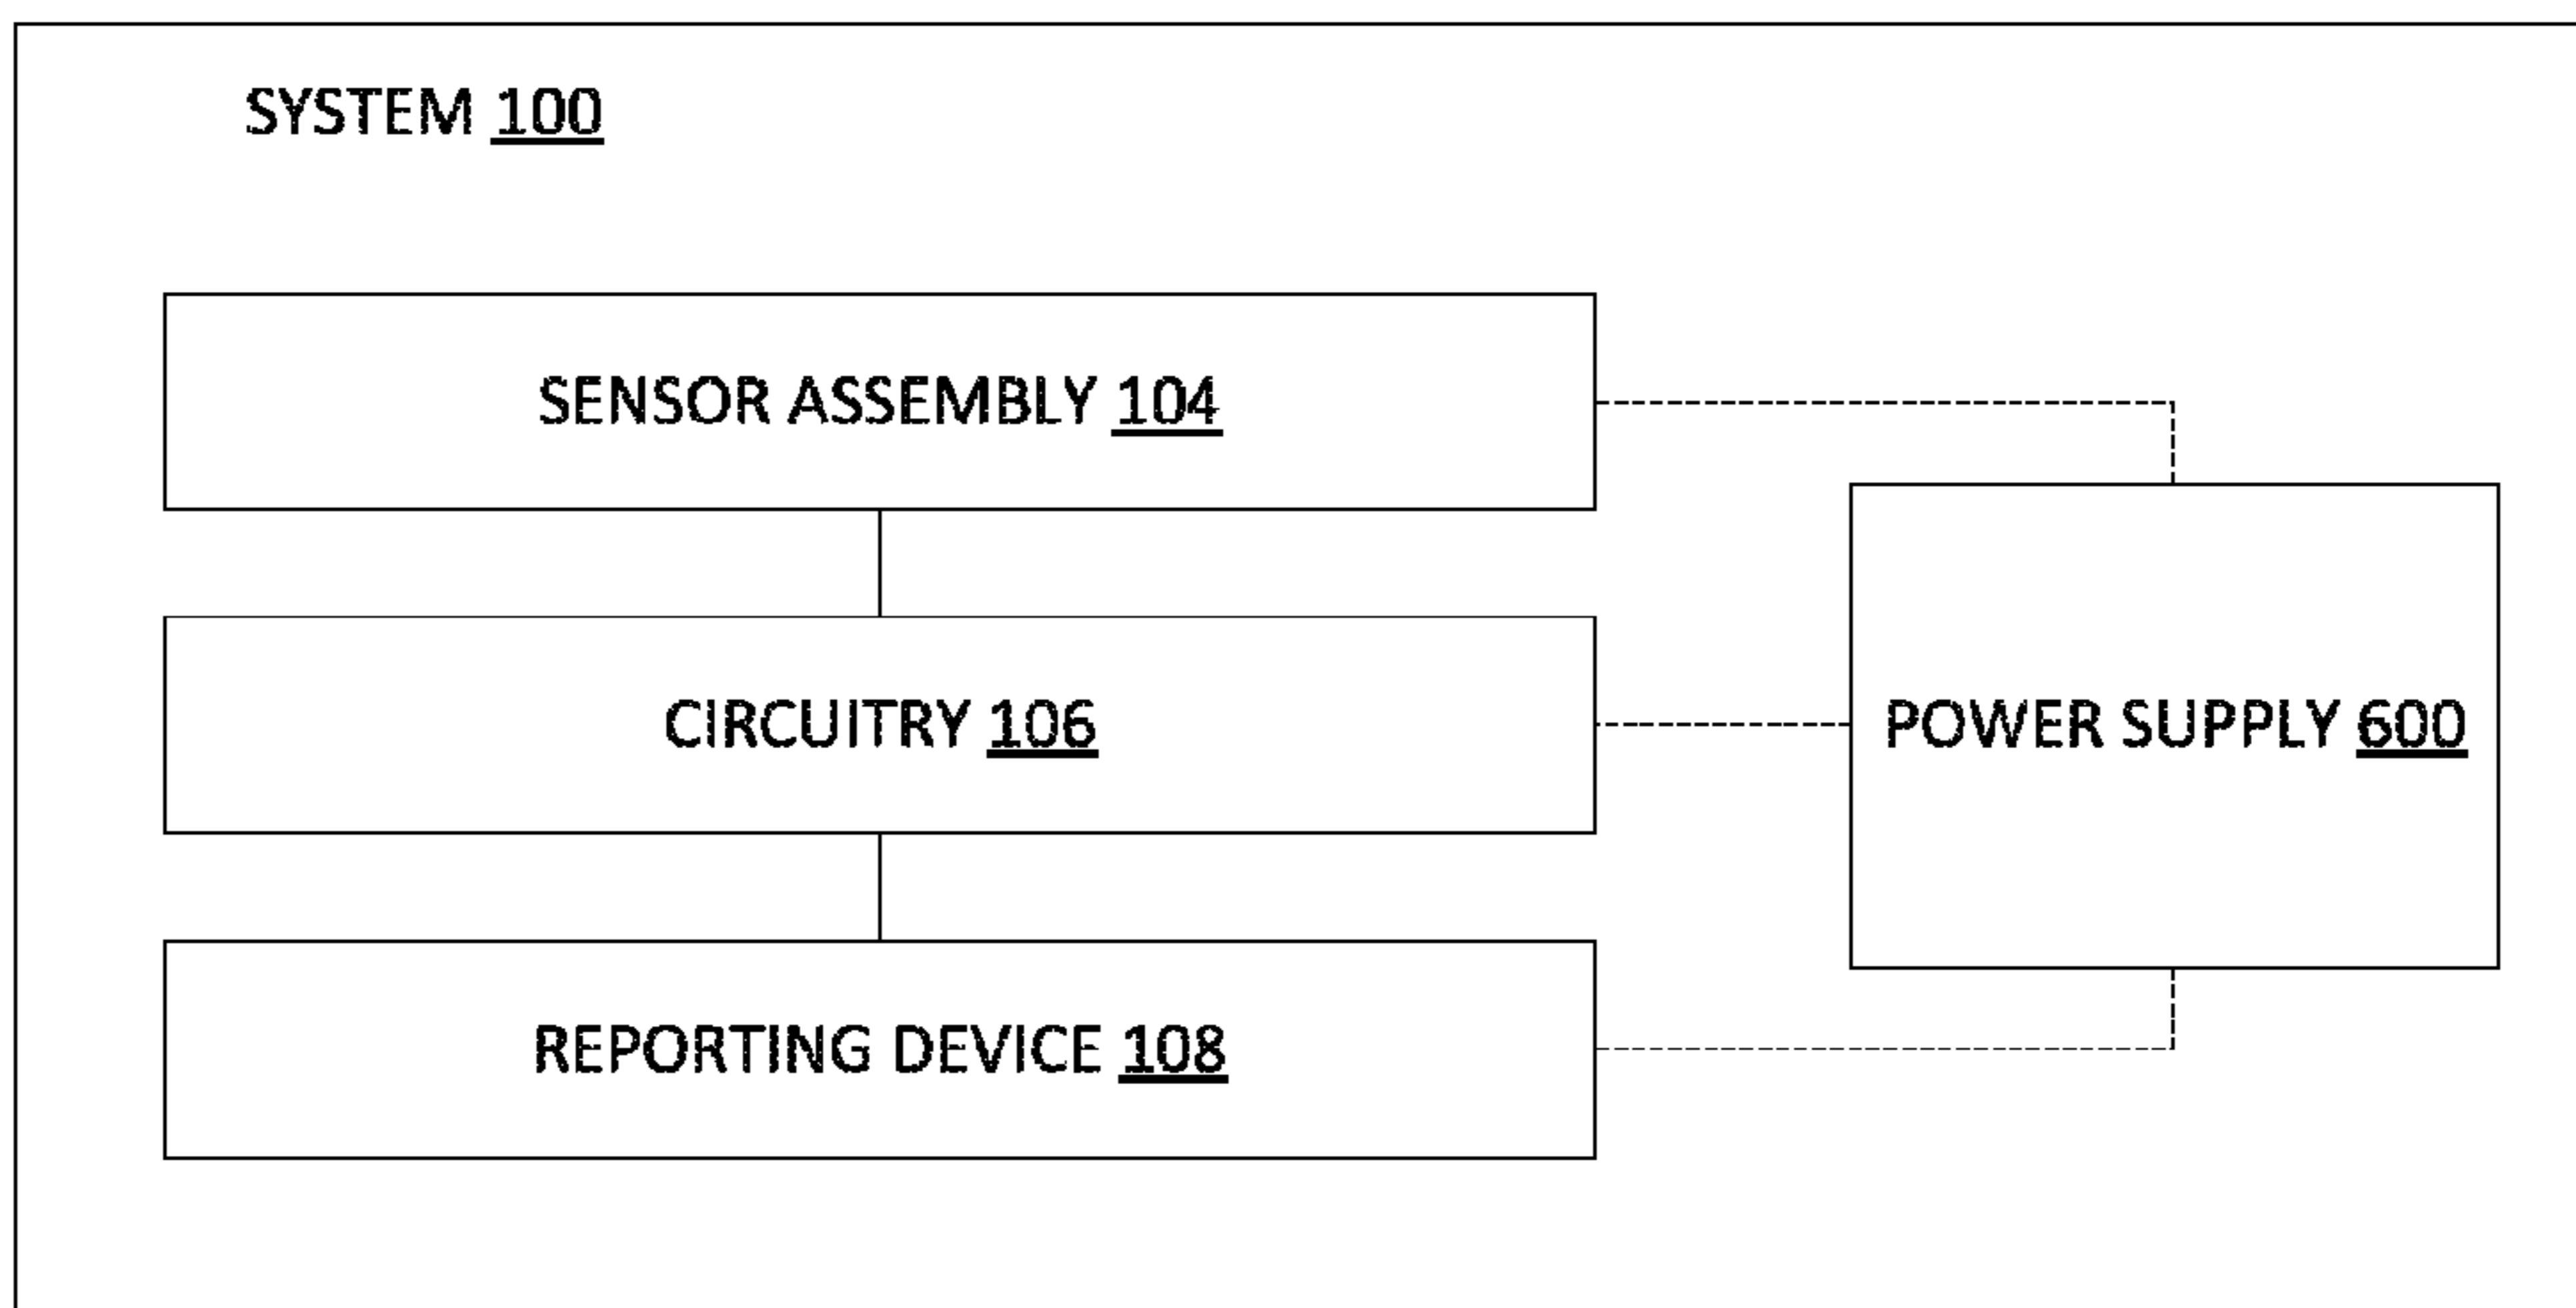 SYSTEM 100
SENSOR ASSEMBLY 104
CIRCUITRY 106
POWER SUPPLY 600
REPORTING DEVICE 108